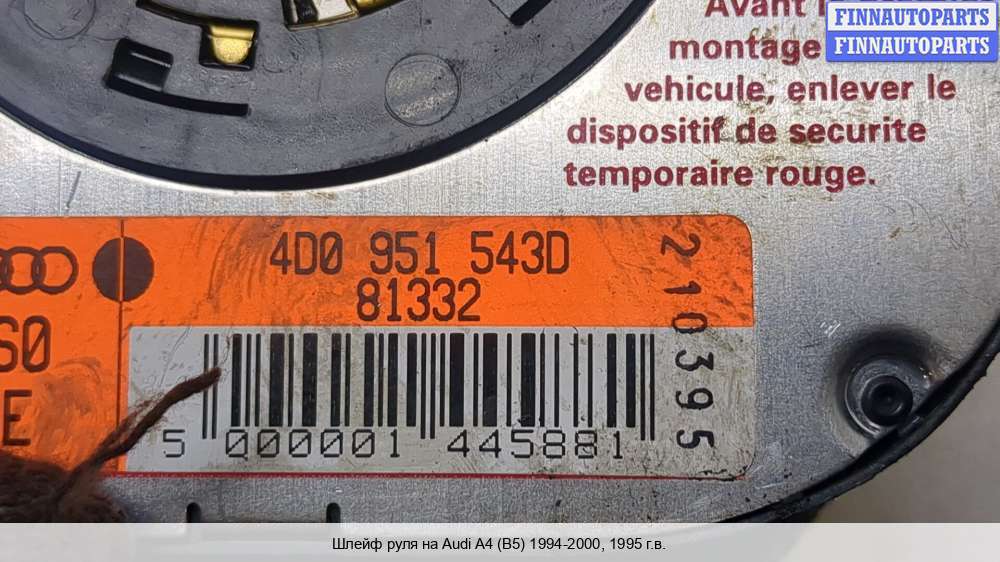 Avant
montage
vehicule, enlever le
dispositif de securite
temporaire rouge.
FINNAUTOPARTS
FINNAUTOPARTS
4D0 951 543D
81332
210395
S0
E
5 000001 445881
Шлейф руля на Audi A4 (B5) 1994-2000, 1995 г.в.